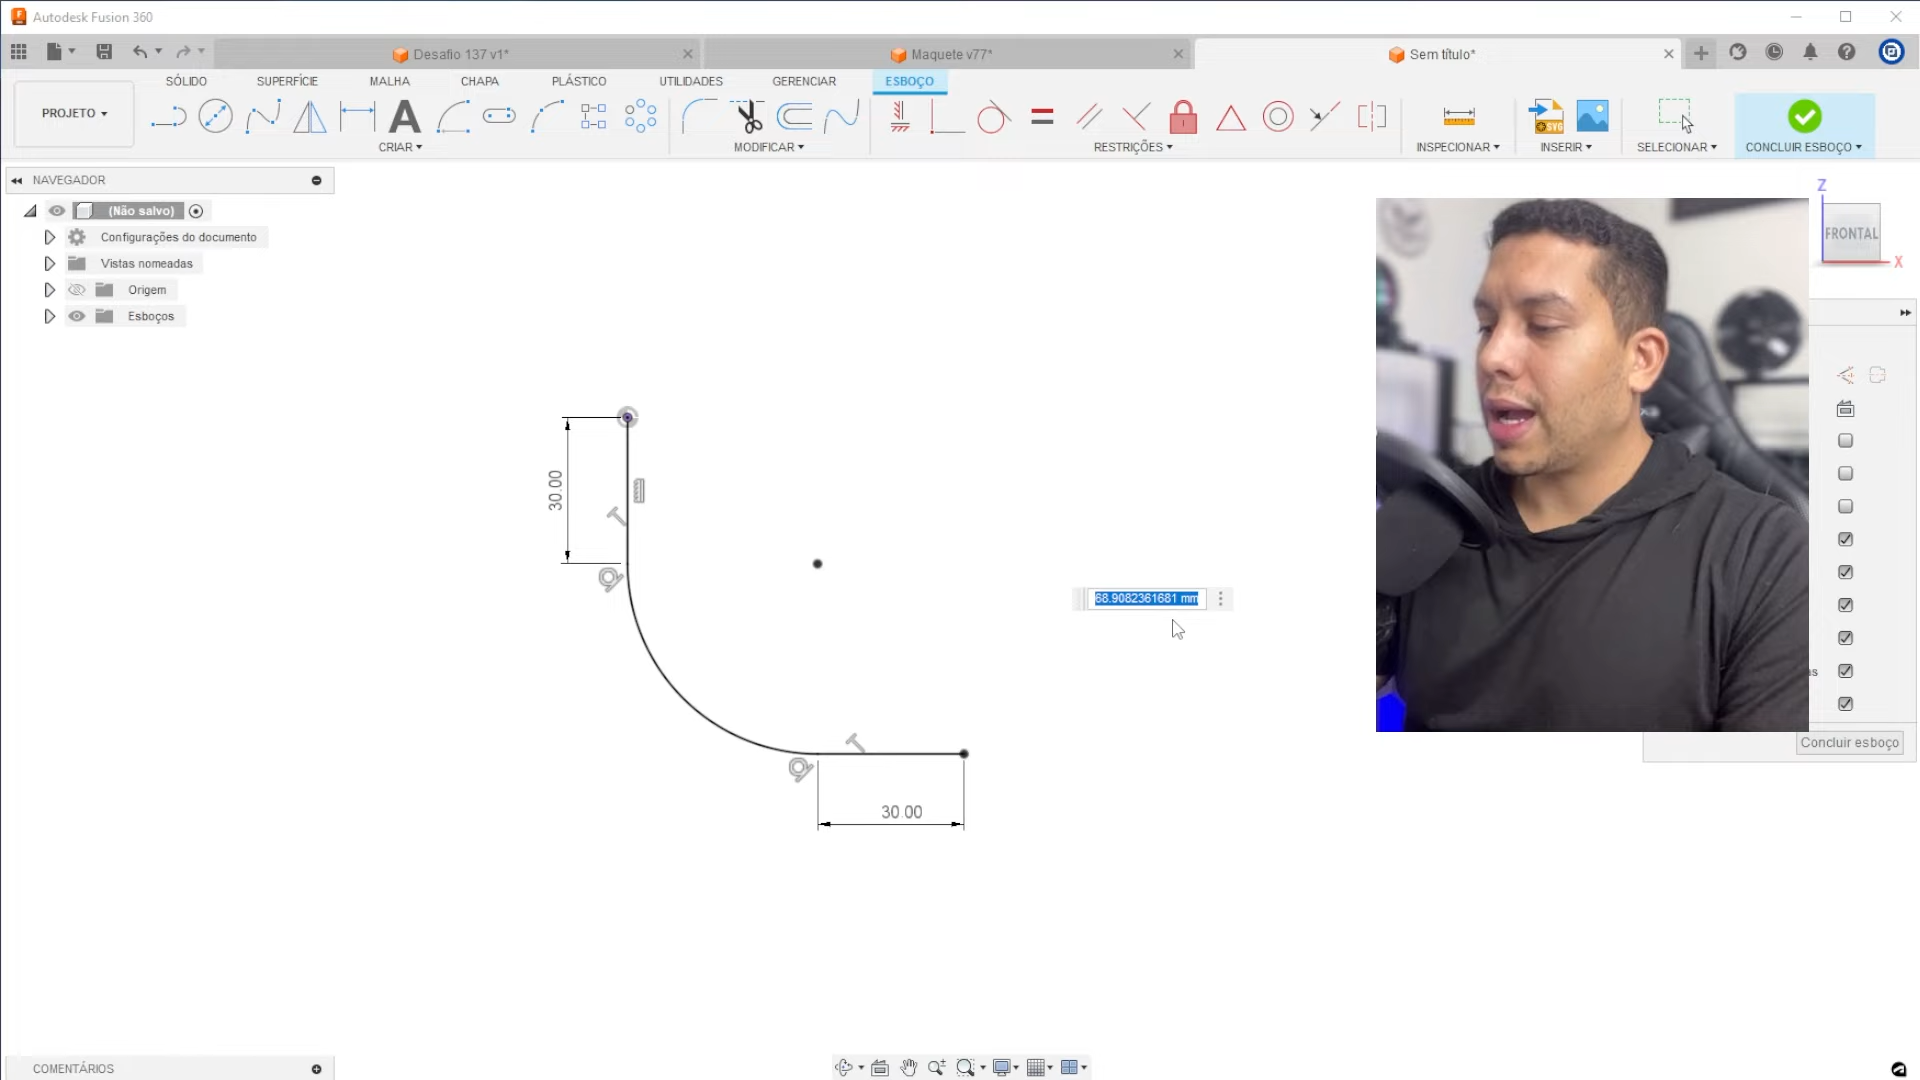 Autodesk Fusion 360
Desafio 137 v1*
Maquete v77*
Sem título*
SÓLIDO
SUPERFÍCIE
MALHA
CHAPA
PLÁSTICO
UTILIDADES
GERENCIAR
ESBOÇO
PROJETO
CRIAR
MODIFICAR
RESTRIÇÕES
INSPECIONAR
SVG
INSERIR
SELECIONAR
CONCLUIR ESBOÇO
NAVEGADOR
(Não salvo)
Configurações do documento
Vistas nomeadas
Origem
Esboços
Z
FRONTAL
X
30.00
68.9082361681 mm
30.00
Concluir esboço
COMENTÁRIOS